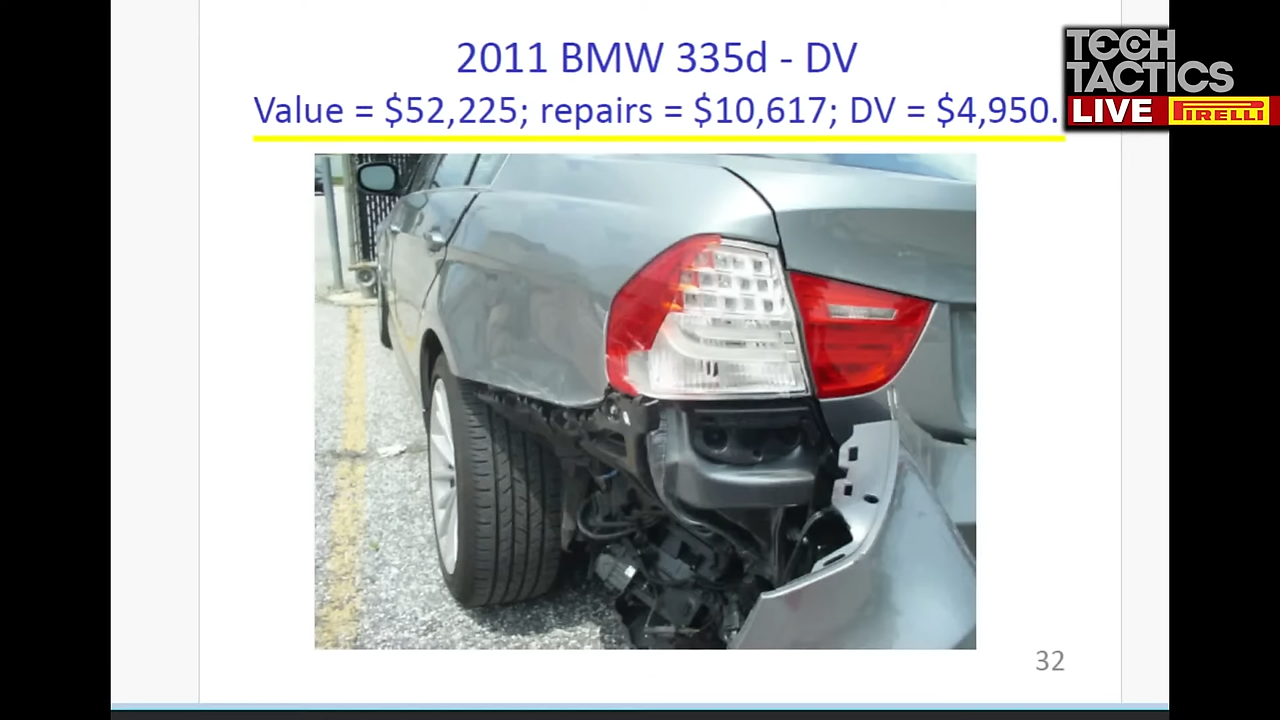 2011 BMW 335d - DV
Value = $52,225; repairs = $10,617; DV = $4,950.
TECH
TACTICS
LIVE PIRELLI
32